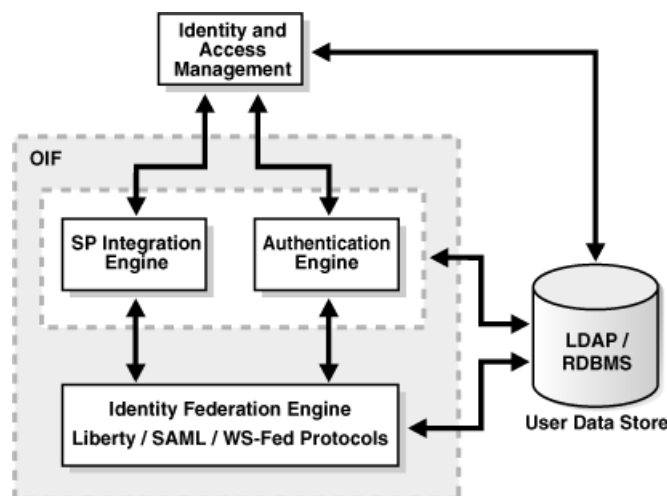 Identity and
Access
Management
OIF
SP Integration
Engine
Authentication
Engine
LDAP /
RDBMS
User Data Store
Identity Federation Engine
Liberty / SAML / WS-Fed Protocols